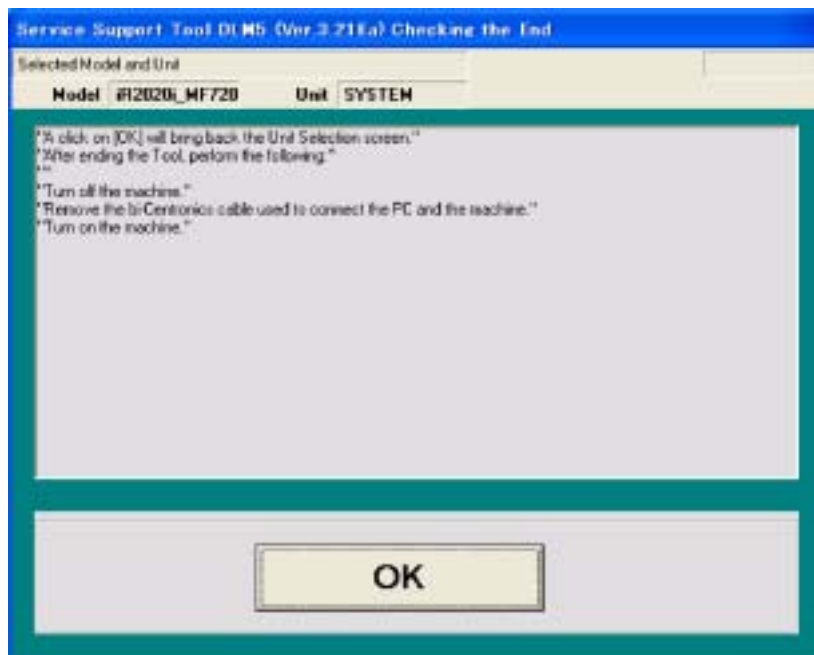 Service Support Tool DLM5 (Ver 3.21Ea) Checking the End
Selected Model and Unit
Model iR2020i_MF720 Unit SYSTEM
"A click on [OK] will bring back the Unit Selection screen."
"After ending the Tool, perform the following."
""
"Turn off the machine."
"Remove the bi-Centronics cable used to connect the PC and the machine."
"Turn on the machine."
OK